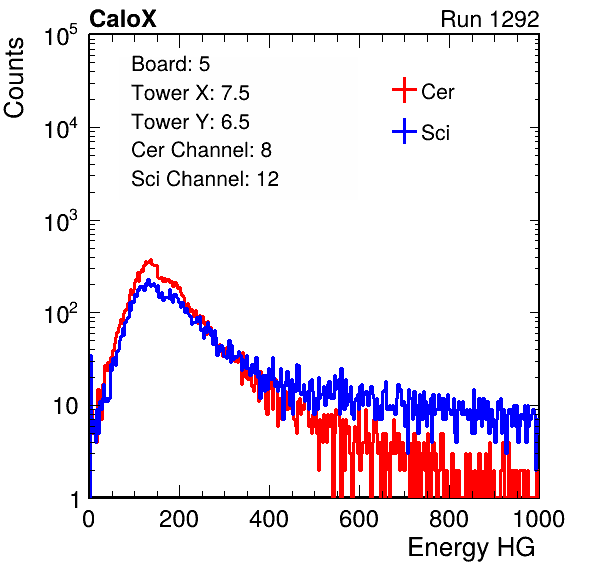 CaloX Run 1292
Counts
Board: 5
Tower X: 7.5
Tower Y: 6.5
Cer Channel: 8
Sci Channel: 12
Cer
Sci
10^5
10^4
10^3
10^2
10
1
0 200 400 600 800 1000
Energy HG